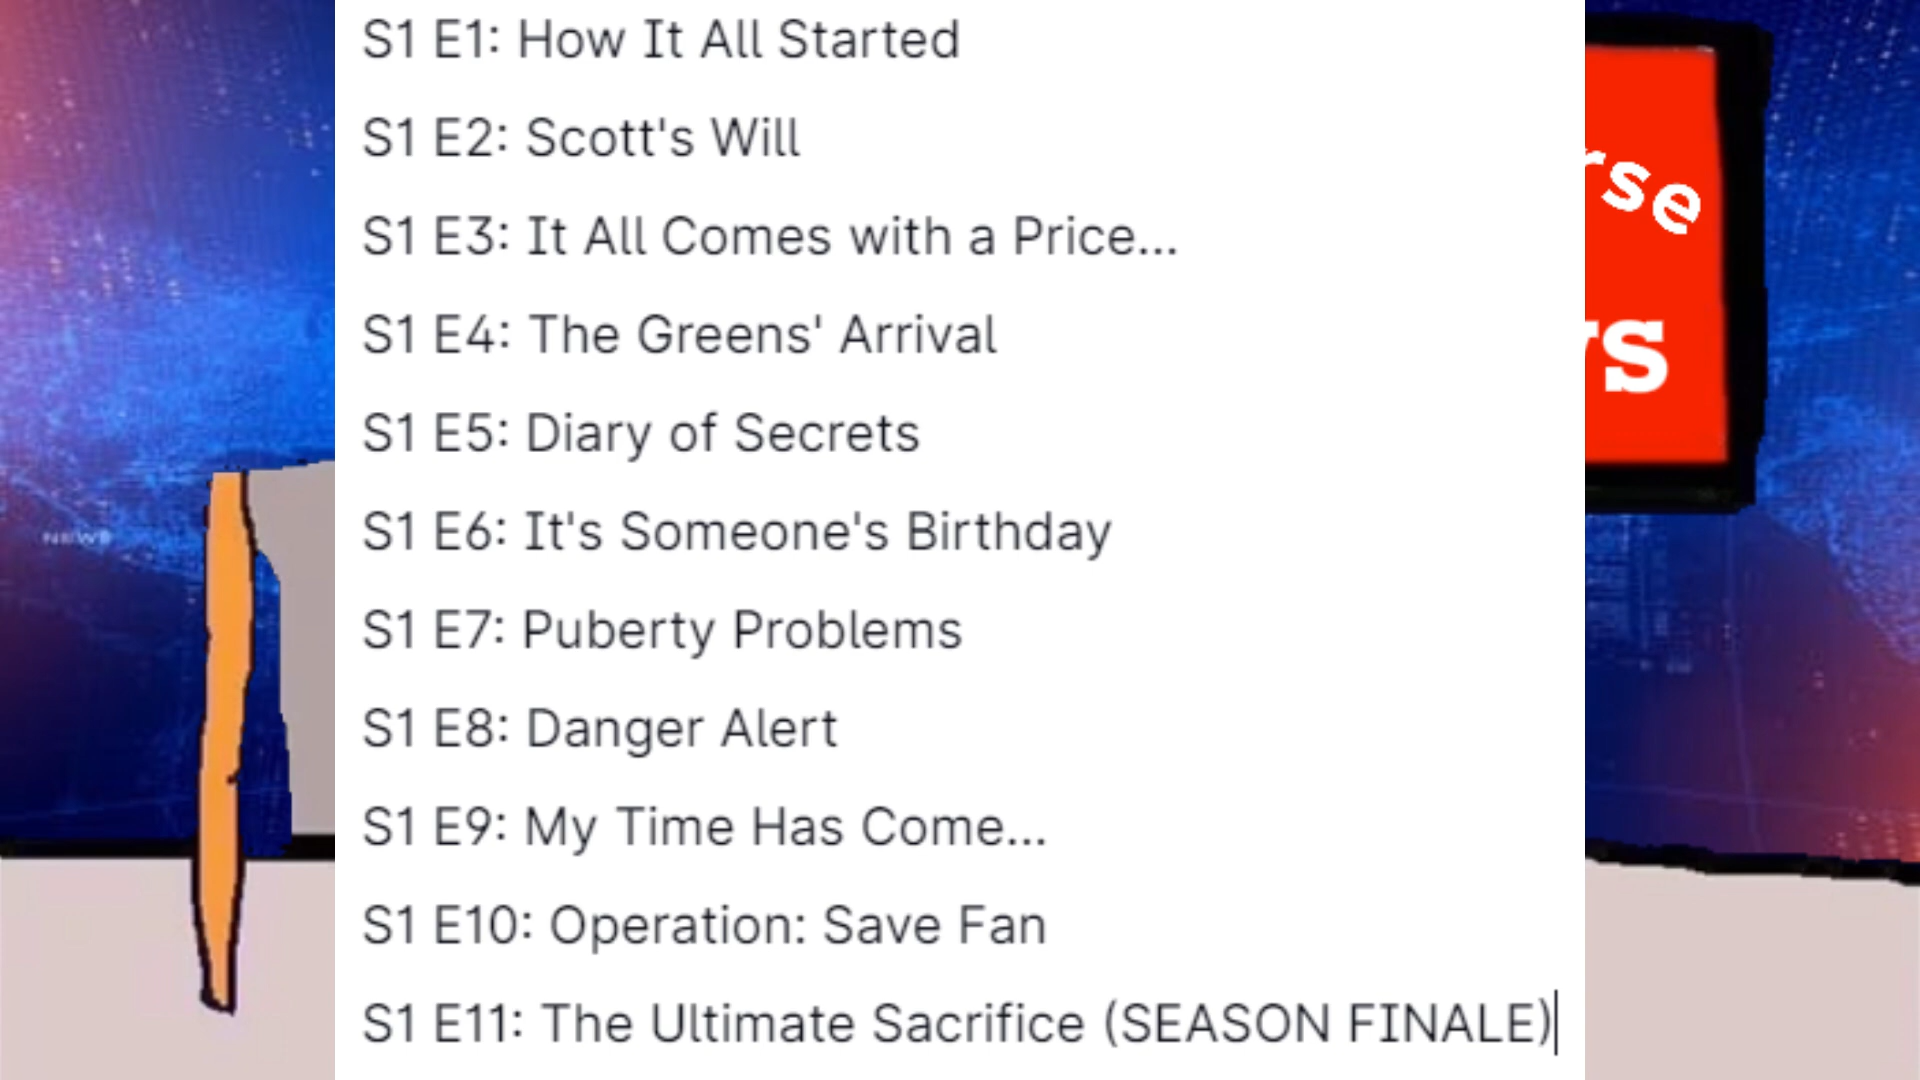 S1 E1: How It All Started
S1 E2: Scott's Will
S1 E3: It All Comes with a Price...
S1 E4: The Greens' Arrival
S1 E5: Diary of Secrets
S1 E6: It's Someone's Birthday
S1 E7: Puberty Problems
S1 E8: Danger Alert
S1 E9: My Time Has Come...
S1 E10: Operation: Save Fan
S1 E11: The Ultimate Sacrifice (SEASON FINALE)
NEWS